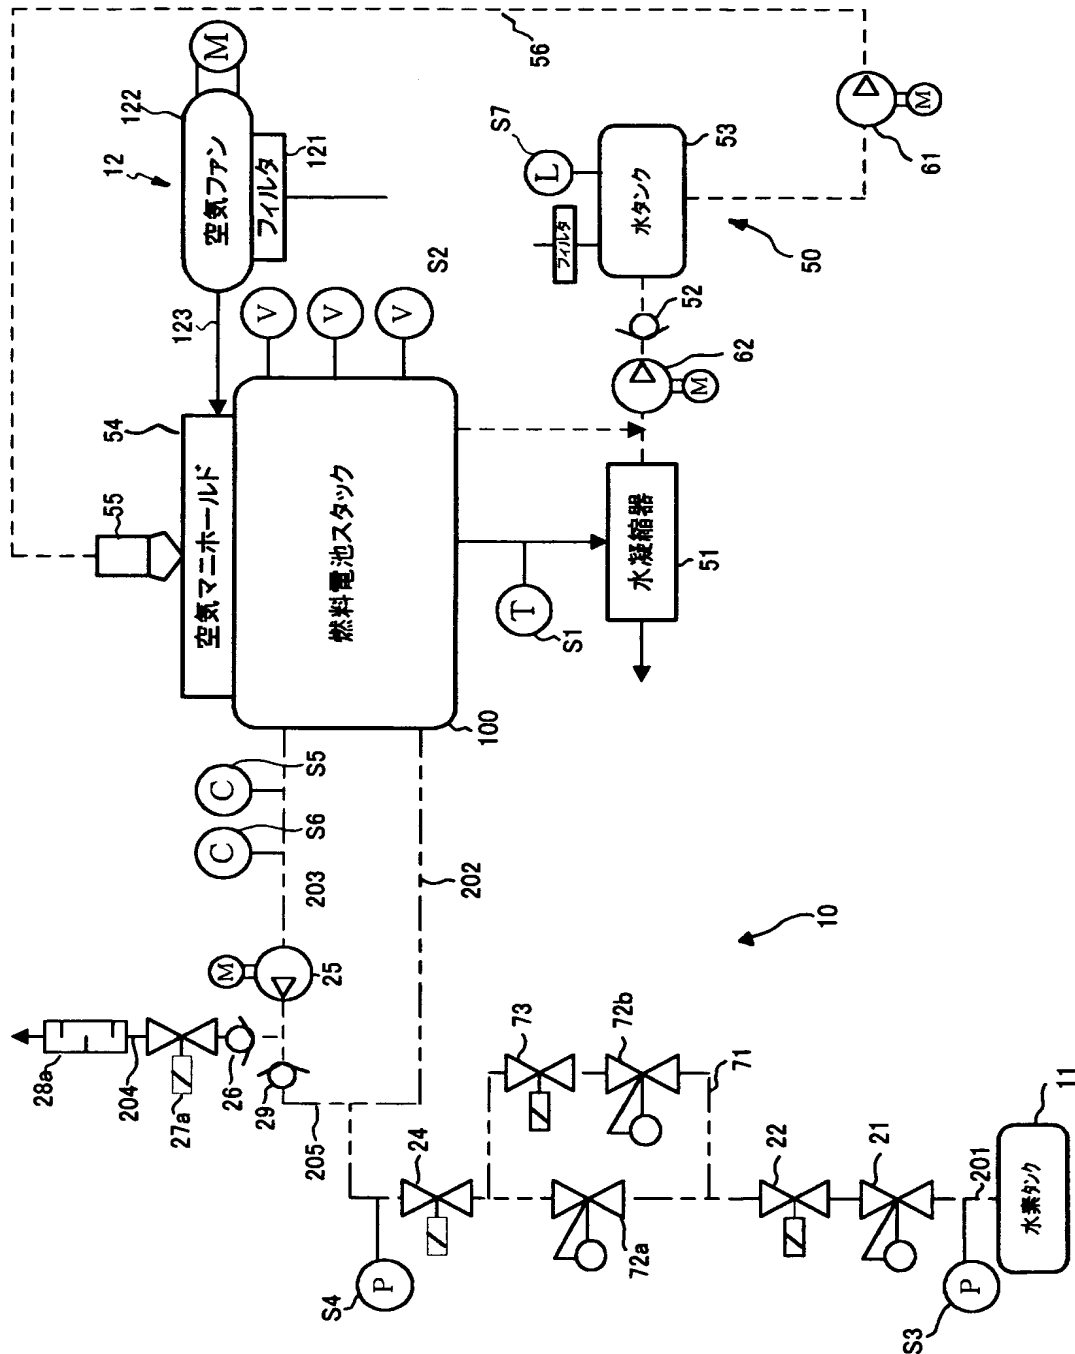 12
122
M
空気ファン
フィルタ
121
123
S2
V
V
V
54
空気マニホールド
55
燃料電池スタック
100
56
S7
L
フィルタ
水タンク
53
50
52
62
M
61
M
水凝縮器
51
T
S1
C
S5
C
S6
203
202
M
25
10
28a
204
27a
26
29
205
24
S4
P
73
72b
71
72a
22
21
201
S3
P
水素タンク
11